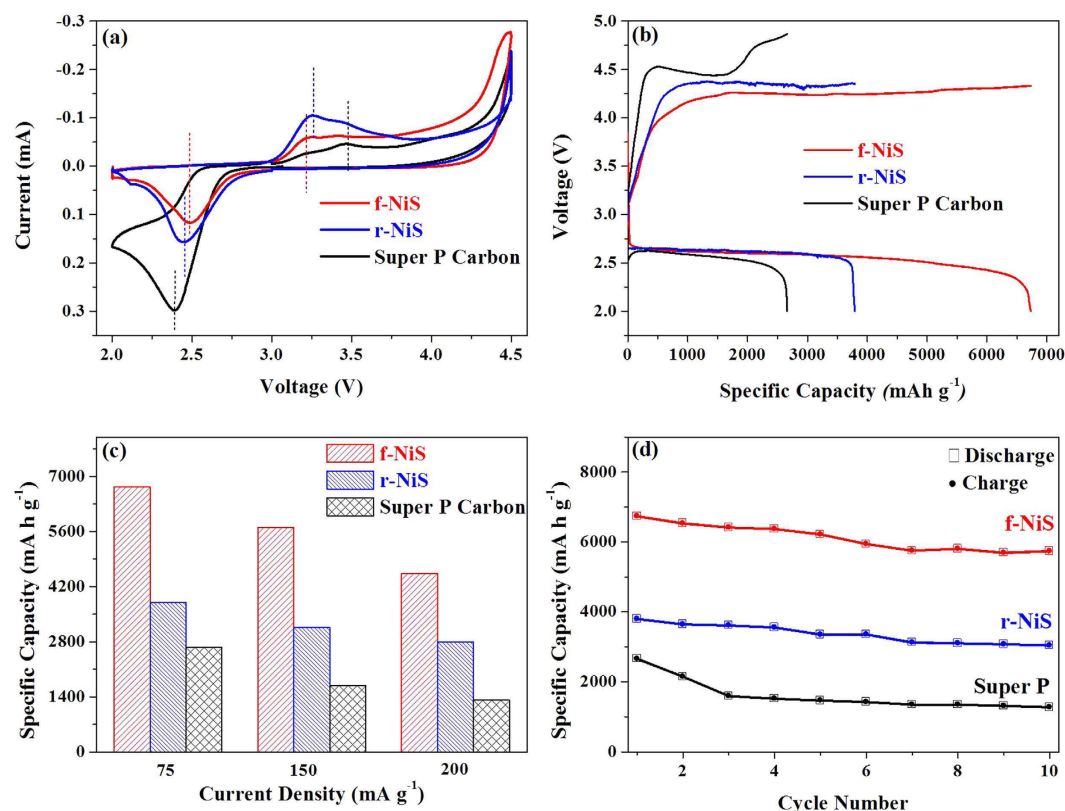 (a)
-0.3
-0.2
-0.1
0.0
0.1
0.2
0.3
Current (mA)
f-NiS
r-NiS
Super P Carbon
2.0 2.5 3.0 3.5 4.0 4.5
Voltage (V)
(b)
5.0
4.5
4.0
3.5
3.0
2.5
2.0
Voltage (V)
f-NiS
r-NiS
Super P Carbon
0 1000 2000 3000 4000 5000 6000 7000
Specific Capacity (mAh g-1)
(c)
7000
5600
4200
2800
1400
0
Specific Capacity (mA h g-1)
f-NiS
r-NiS
Super P Carbon
75 150 200
Current Density (mA g-1)
(d)
8000
6000
4000
2000
0
Specific Capacity (mA h g-1)
Discharge
Charge
f-NiS
r-NiS
Super P
2 4 6 8 10
Cycle Number